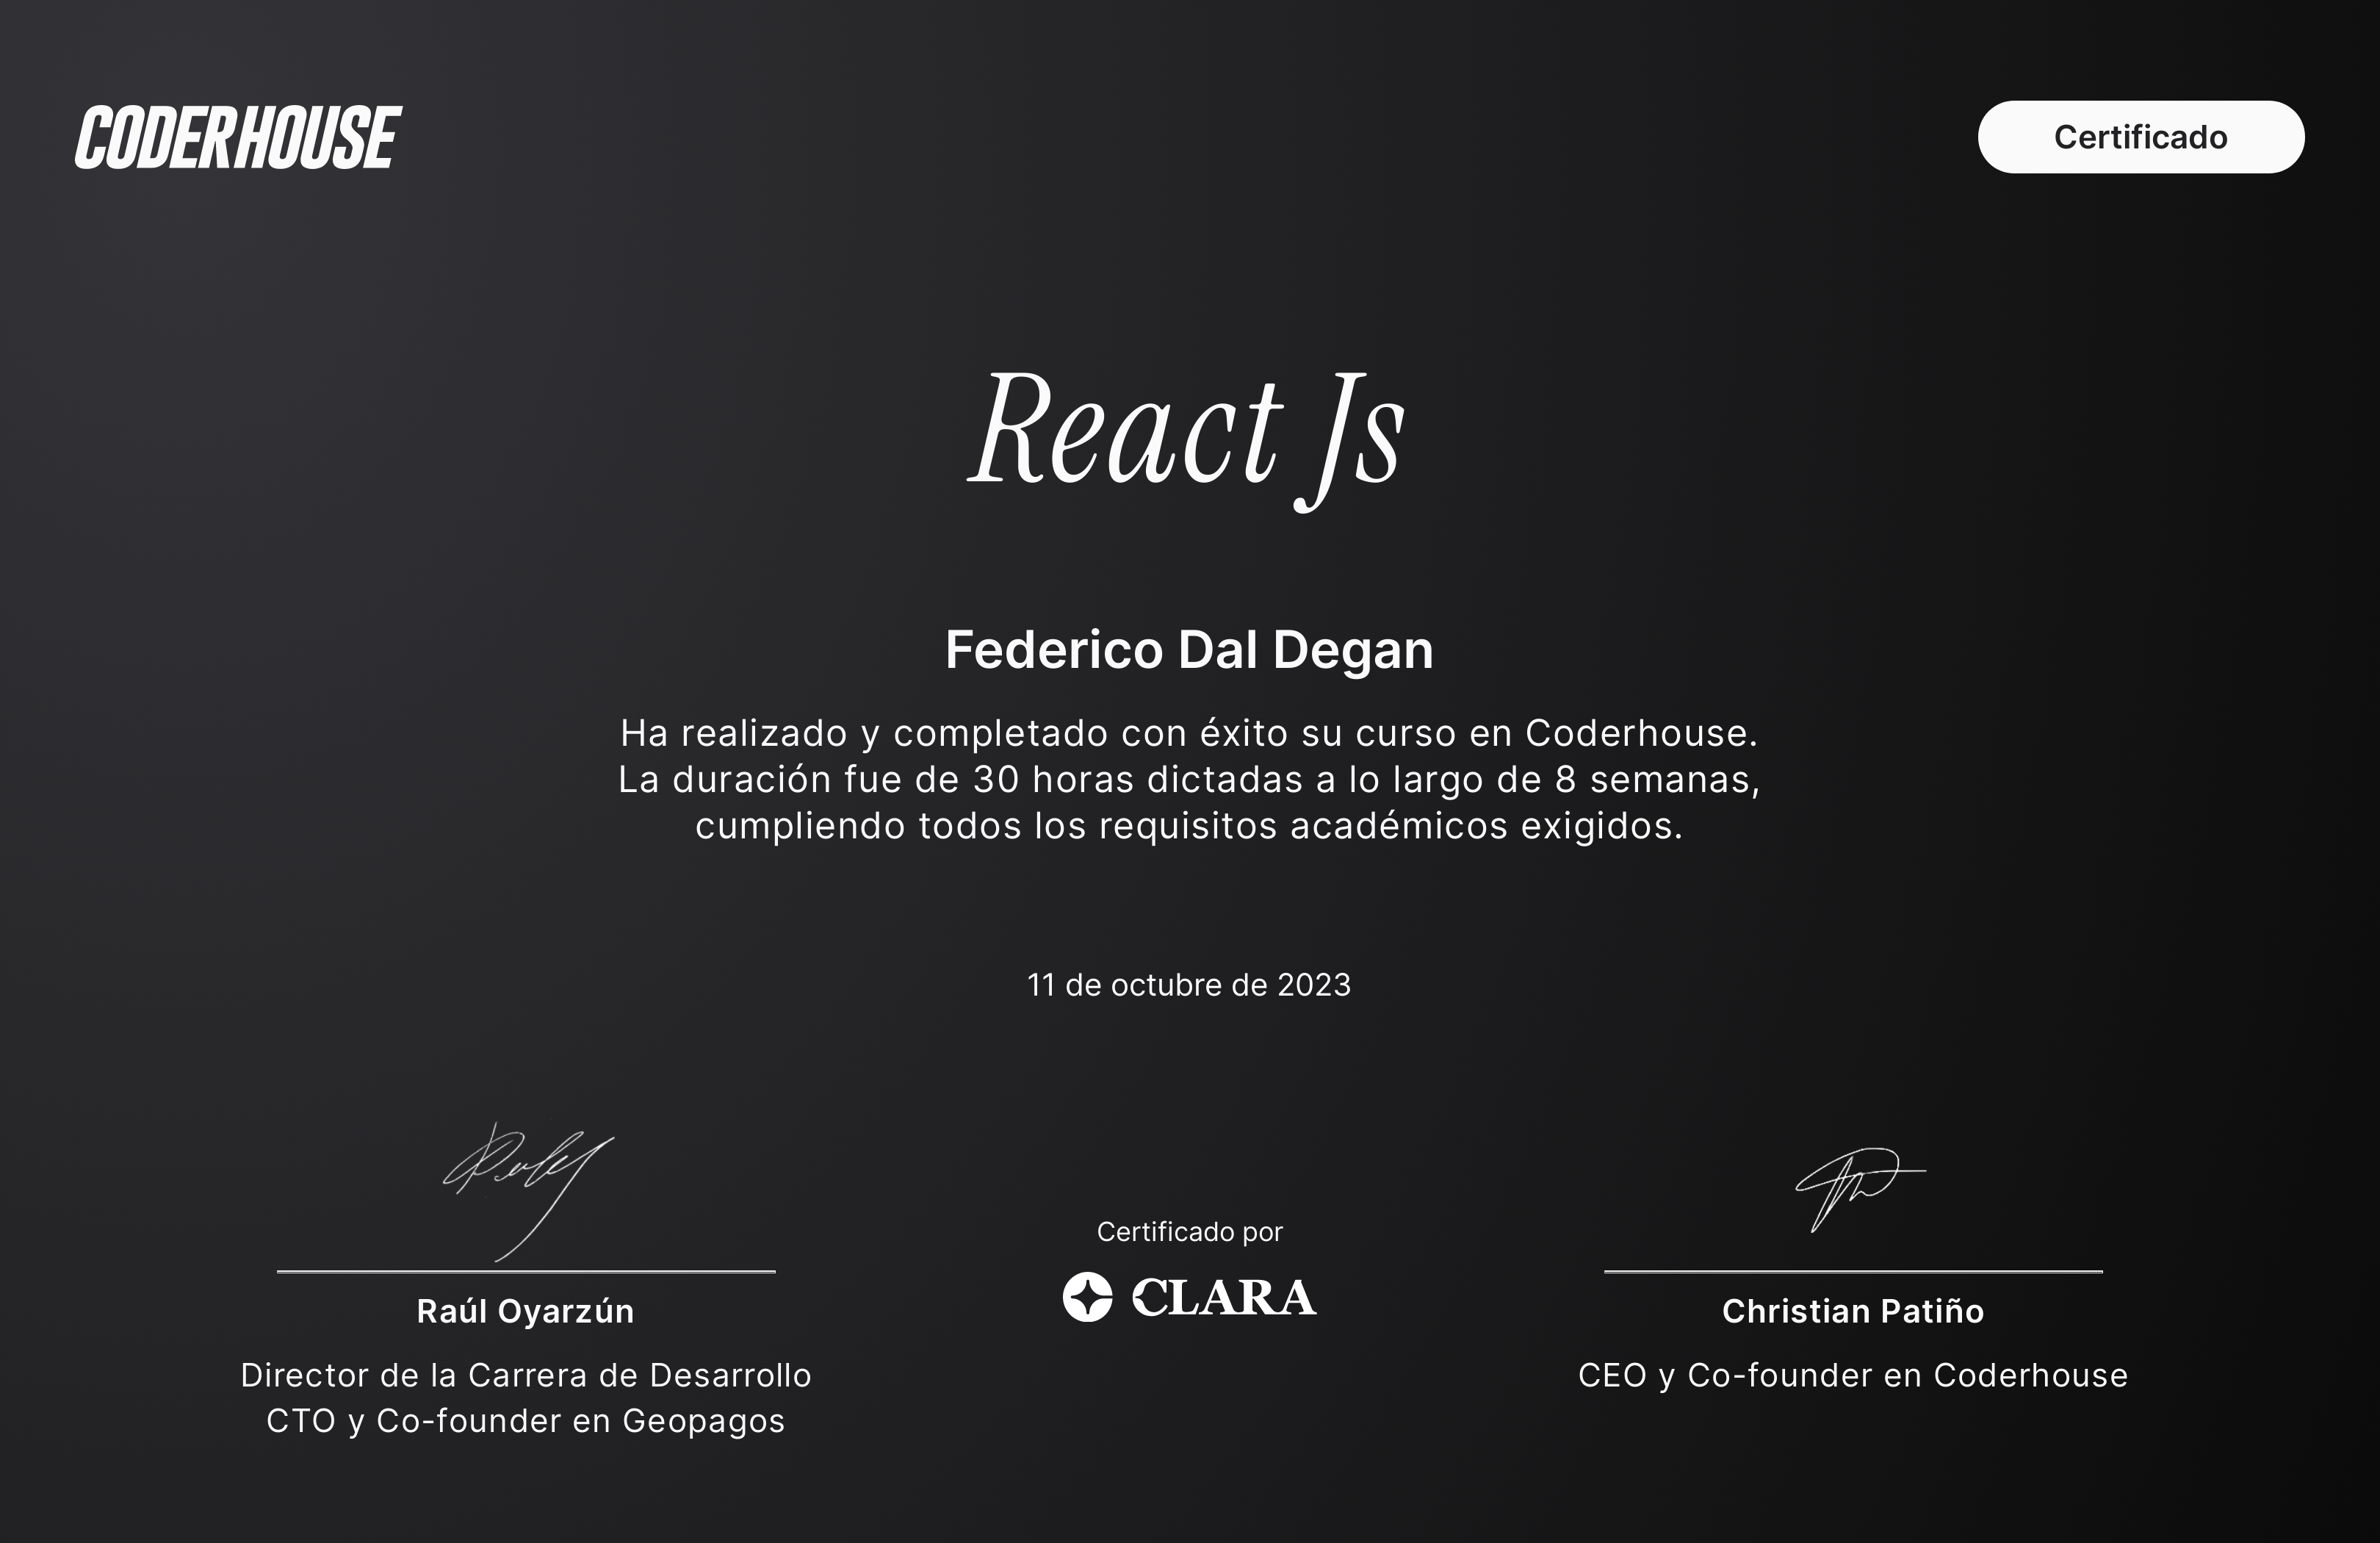 CODERHOUSE
Certificado
React Js
Federico Dal Degan
Ha realizado y completado con éxito su curso en Coderhouse.
La duración fue de 30 horas dictadas a lo largo de 8 semanas,
cumpliendo todos los requisitos académicos exigidos.
11 de octubre de 2023
Raúl Oyarzún
Director de la Carrera de Desarrollo
CTO y Co-founder en Geopagos
Certificado por
CLARA
Christian Patiño
CEO y Co-founder en Coderhouse